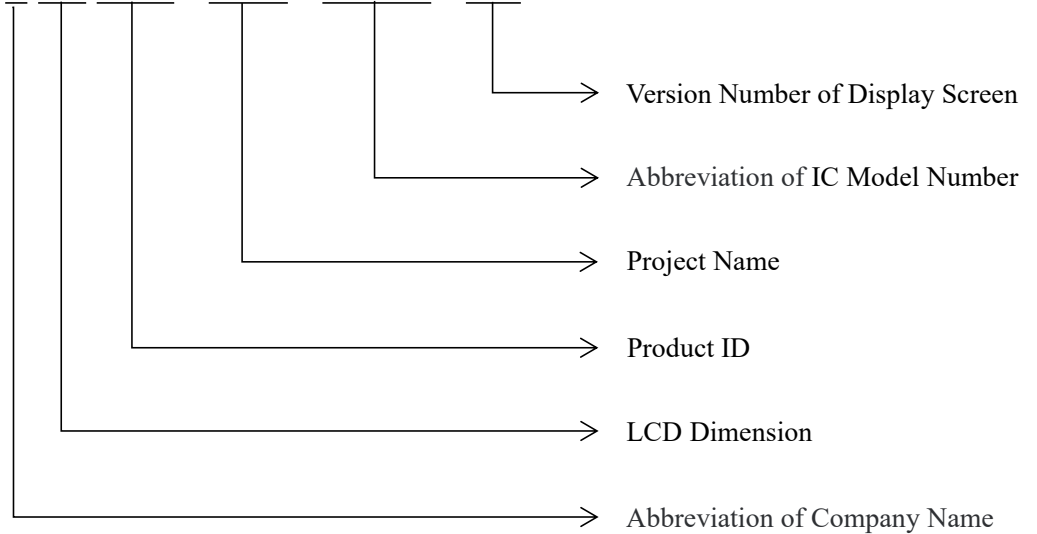 Version Number of Display Screen
Abbreviation of IC Model Number
Project Name
Product ID
LCD Dimension
Abbreviation of Company Name